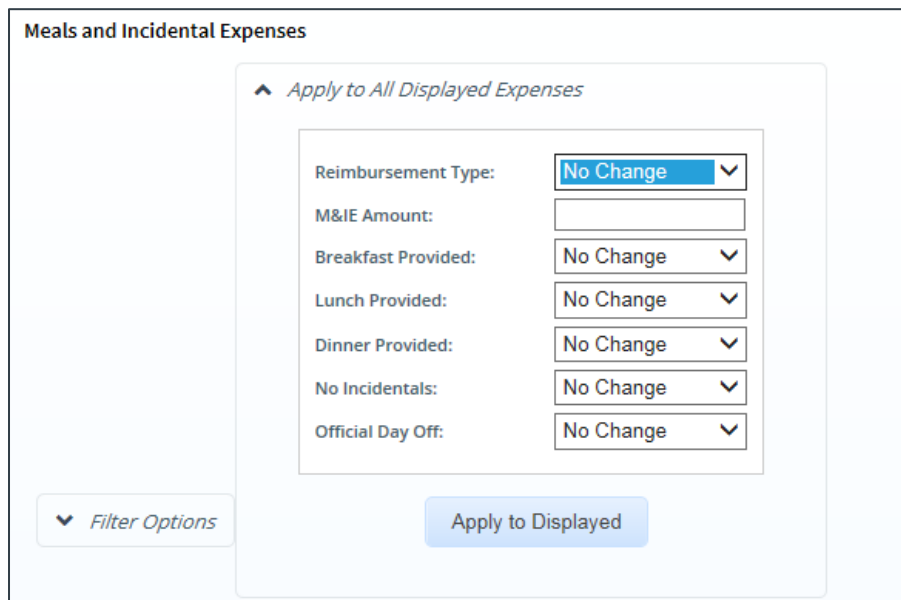 Meals and Incidental Expenses
Apply to All Displayed Expenses
Reimbursement Type: No Change
M&IE Amount:
Breakfast Provided: No Change
Lunch Provided: No Change
Dinner Provided: No Change
No Incidentals: No Change
Official Day Off: No Change
Filter Options
Apply to Displayed